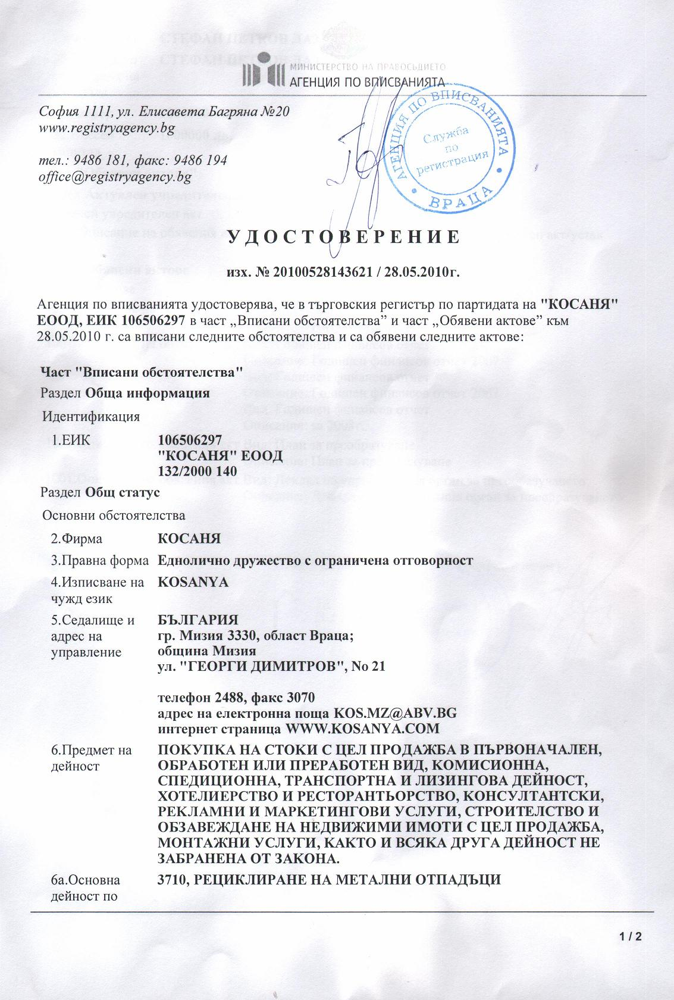 МИНИСТЕРСТВО НА ПРАВОСЪДИЕТО
АГЕНЦИЯ ПО ВПИСВАНИЯТА
София 1111, ул. Елисавета Багряна №20
www.registryagency.bg
тел.: 9486 181, факс: 9486 194
office@registryagency.bg
АГЕНЦИЯ ПО ВПИСВАНИЯТА
Служба
по
регистрация
ВРАЦА
УДОСТОВЕРЕНИЕ
изх. № 20100528143621 / 28.05.2010г.
Агенция по вписванията удостоверява, че в търговския регистър по партидата на "КОСАНЯ"
ЕООД, ЕИК 106506297 в част „Вписани обстоятелства” и част „Обявени актове” към
28.05.2010 г. са вписани следните обстоятелства и са обявени следните актове:
Част "Вписани обстоятелства"
Раздел Обща информация
Идентификация
1.ЕИК 106506297
"КОСАНЯ" ЕООД
132/2000 140
Раздел Общ статус
Основни обстоятелства
2.Фирма КОСАНЯ
3.Правна форма Еднолично дружество с ограничена отговорност
4.Изписване на KOSANYA
чужд език
5.Седалище и БЪЛГАРИЯ
адрес на гр. Мизия 3330, област Враца;
управление община Мизия
ул. "ГЕОРГИ ДИМИТРОВ", No 21
телефон 2488, факс 3070
адрес на електронна поща KOS.MZ@ABV.BG
интернет страница WWW.KOSANYA.COM
6.Предмет на ПОКУПКА НА СТОКИ С ЦЕЛ ПРОДАЖБА В ПЪРВОНАЧАЛЕН,
дейност ОБРАБОТЕН ИЛИ ПРЕРАБОТЕН ВИД, КОМИСИОННА,
СПЕДИЦИОННА, ТРАНСПОРТНА И ЛИЗИНГОВА ДЕЙНОСТ,
ХОТЕЛИЕРСТВО И РЕСТОРАНТЬОРСТВО, КОНСУЛТАНТСКИ,
РЕКЛАМНИ И МАРКЕТИНГОВИ УСЛУГИ, СТРОИТЕЛСТВО И
ОБЗАВЕЖДАНЕ НА НЕДВИЖИМИ ИМОТИ С ЦЕЛ ПРОДАЖБА,
МОНТАЖНИ УСЛУГИ, КАКТО И ВСЯКА ДРУГА ДЕЙНОСТ НЕ
ЗАБРАНЕНА ОТ ЗАКОНА.
6а.Основна 3710, РЕЦИКЛИРАНЕ НА МЕТАЛНИ ОТПАДЪЦИ
дейност по
1 / 2